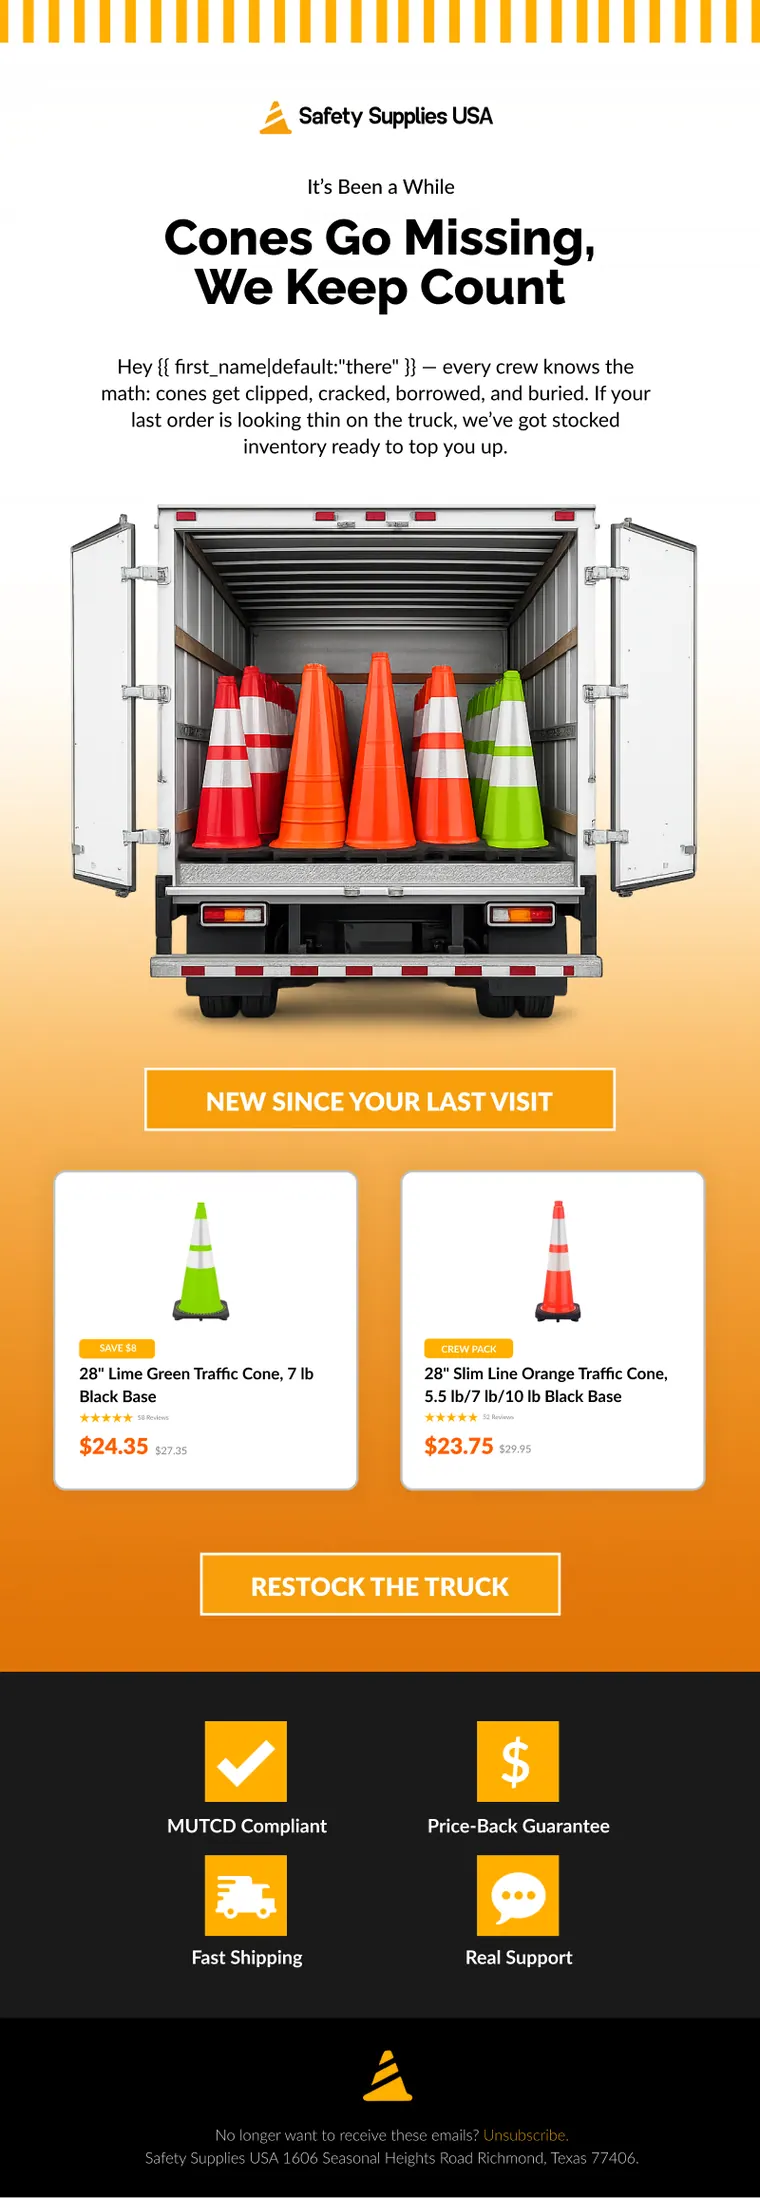 Safety Supplies USA
It's Been a While
Cones Go Missing,
We Keep Count
Hey {{ first_name|default:"there" }} — every crew knows the
math: cones get clipped, cracked, borrowed, and buried. If your
last order is looking thin on the truck, we've got stocked
inventory ready to top you up.
NEW SINCE YOUR LAST VISIT
SAVE $8
28" Lime Green Traffic Cone, 7 lb
Black Base
58 Reviews
$24.35 $27.35
CREW PACK
28" Slim Line Orange Traffic Cone,
5.5 lb/7 lb/10 lb Black Base
52 Reviews
$23.75 $29.95
RESTOCK THE TRUCK
MUTCD Compliant
$
Price-Back Guarantee
Fast Shipping
Real Support
No longer want to receive these emails? Unsubscribe.
Safety Supplies USA 1606 Seasonal Heights Road Richmond, Texas 77406.